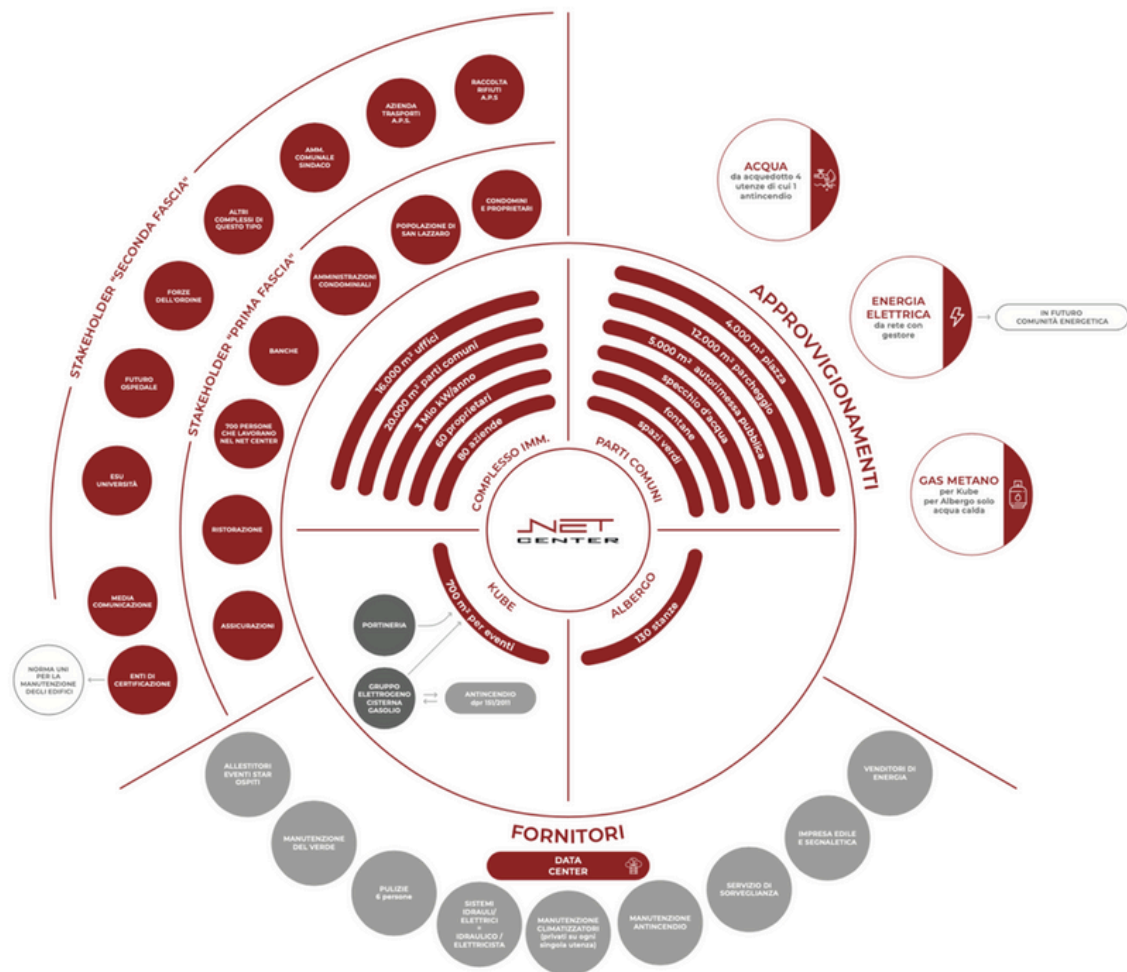 STAKEHOLDER "SECONDA FASCIA"
RACCOLTA
RIFIUTI
A.P.S
AZIENDA
TRASPORTI
A.P.S.
AMM.
COMUNALE
SINDACO
ALTRI
COMPLESSI DI
QUESTO TIPO
FORZE
DELL'ORDINE
FUTURO
OSPEDALE
ESU
UNIVERSITÀ
MEDIA
COMUNICAZIONE
ENTI DI
CERTIFICAZIONE
NORMA UNI
PER LA
MANUTENZIONE
DEGLI EDIFICI
STAKEHOLDER "PRIMA FASCIA"
CONDOMINI
E PROPRIETARI
POPOLAZIONE DI
SAN LAZZARO
AMMINISTRAZIONI
CONDOMINIALI
BANCHE
700 PERSONE
CHE LAVORANO
NEL NET CENTER
RISTORAZIONE
ASSICURAZIONI
APPROVVIGIONAMENTI
ACQUA
da acquedotto 4
utenze di cui 1
antincendio
ENERGIA
ELETTRICA
da rete con
gestore
IN FUTURO
COMUNITÀ ENERGETICA
GAS METANO
per Kube
per Albergo solo
acqua calda
COMPLESSO IMM.
16.000 m² uffici
20.000 m² parti comuni
3 Mio kW/anno
60 proprietari
80 aziende
PARTI COMUNI
4.000 m² piazza
12.000 m² parcheggio
5.000 m² autorimessa pubblica
specchio d'acqua
fontane
spazi verdi
NET
CENTER
KUBE
700 m² per eventi
PORTINERIA
GRUPPO
ELETTROGENO
CISTERNA
GASOLIO
ANTINCENDIO
dpr 151/2011
ALBERGO
130 stanze
FORNITORI
DATA
CENTER
ALLESTITORI
EVENTI STAR
OSPITI
MANUTENZIONE
DEL VERDE
PULIZIE
6 persone
SISTEMI
IDRAULI/
ELETTRICI
+
IDRAULICO /
ELETTRICISTA
MANUTENZIONE
CLIMATIZZATORI
(privati su ogni
singola utenza)
MANUTENZIONE
ANTINCENDIO
SERVIZIO DI
SORVEGLIANZA
IMPRESA EDILE
E SEGNALETICA
VENDITORI DI
ENERGIA